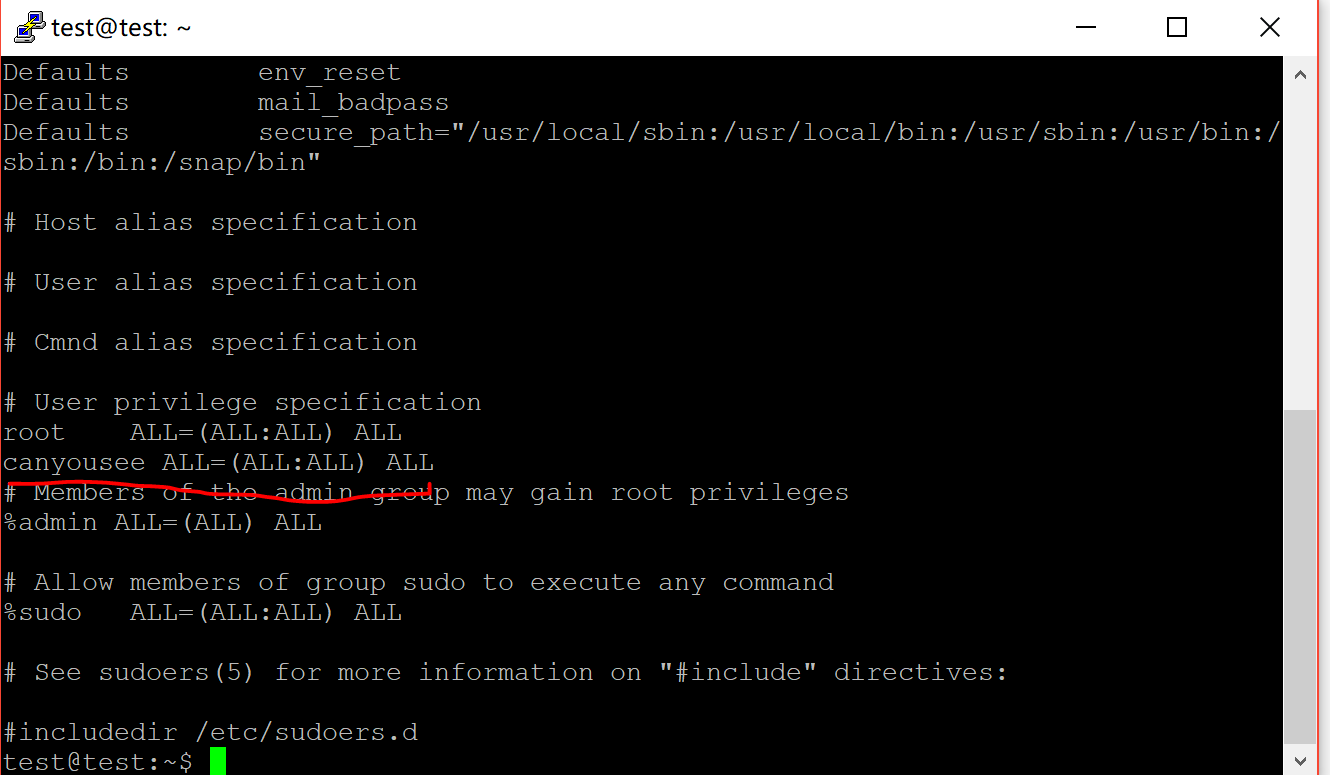 test@test: ~
Defaults        env_reset
Defaults        mail_badpass
Defaults        secure_path="/usr/local/sbin:/usr/local/bin:/usr/sbin:/usr/bin:/
sbin:/bin:/snap/bin"
# Host alias specification
# User alias specification
# Cmnd alias specification
# User privilege specification
root    ALL=(ALL:ALL) ALL
canyousee ALL=(ALL:ALL) ALL
# Members of the admin group may gain root privileges
%admin ALL=(ALL) ALL
# Allow members of group sudo to execute any command
%sudo   ALL=(ALL:ALL) ALL
# See sudoers(5) for more information on "#include" directives:
#includedir /etc/sudoers.d
test@test:~$